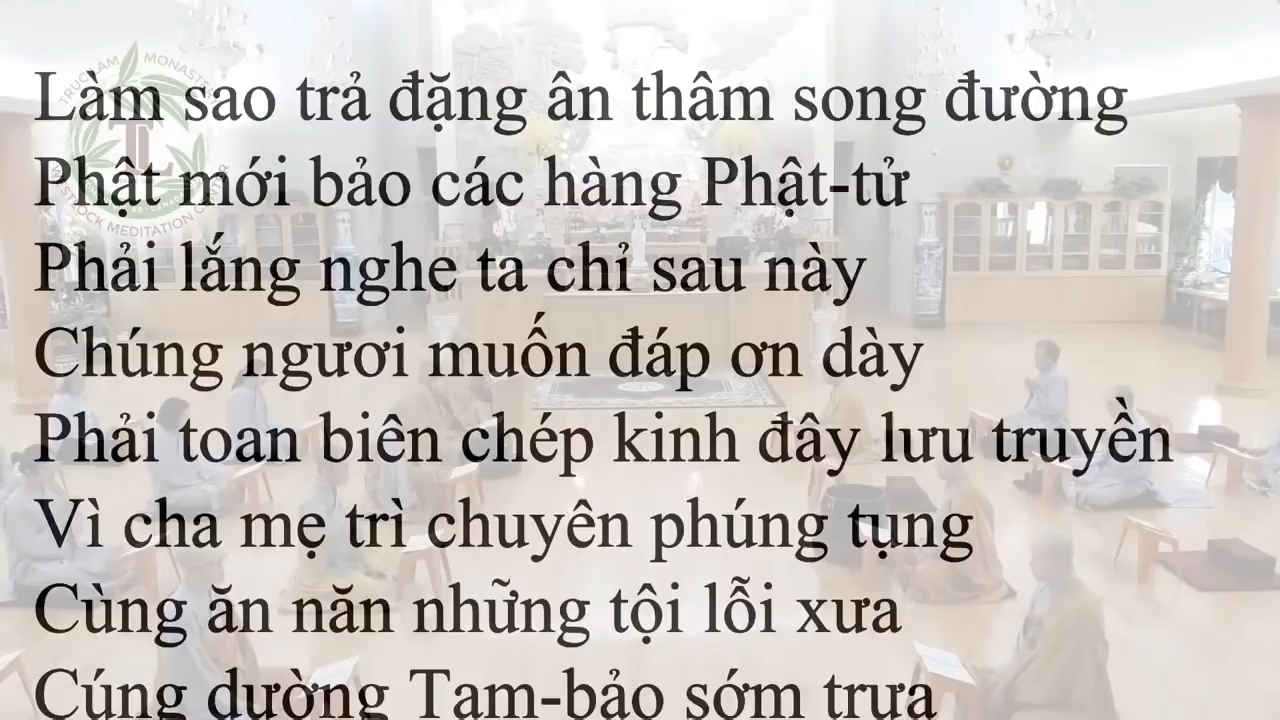 Làm sao trả đặng ân thâm song đường
Phật mới bảo các hàng Phật-tử
Phải lắng nghe ta chỉ sau này
Chúng ngươi muốn đáp ơn dày
Phải toan biên chép kinh đây lưu truyền
Vì cha mẹ trì chuyên phúng tụng
Cùng ăn năn những tội lỗi xưa
Cúng dường Tam-bảo sớm trưa